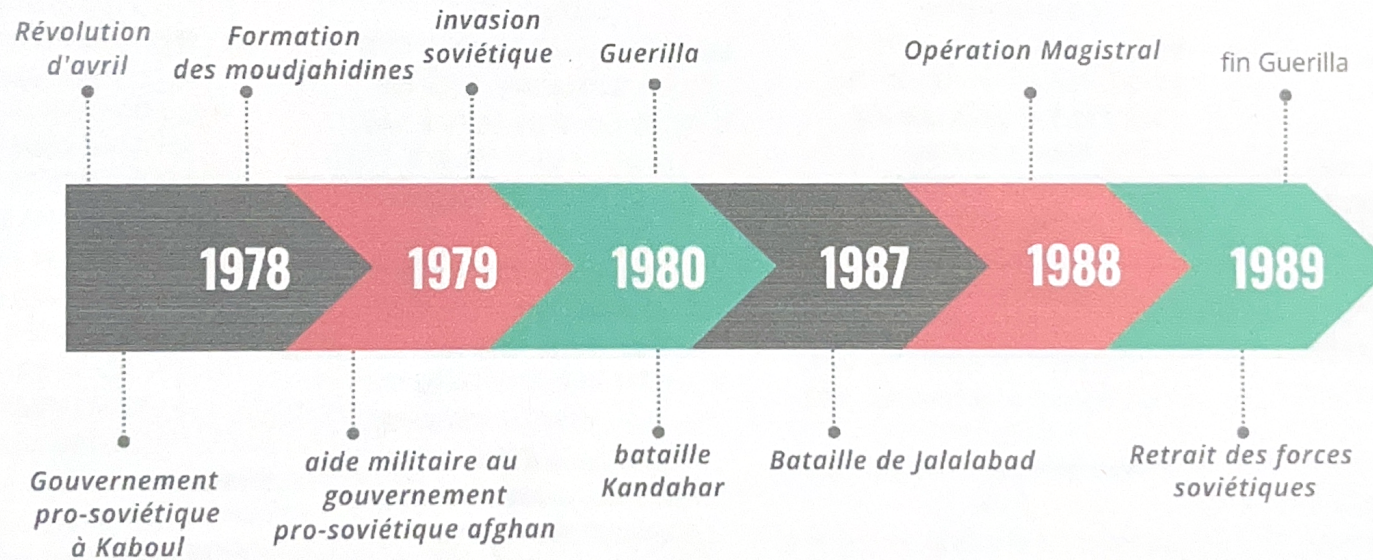 Révolution
d'avril
Formation
des moudjahidines
invasion
soviétique
Guerilla
Opération Magistral
fin Guerilla
1978
1979
1980
1987
1988
1989
Gouvernement
pro-soviétique
à Kaboul
aide militaire au
gouvernement
pro-soviétique afghan
bataille
Kandahar
Bataille de Jalalabad
Retrait des forces
soviétiques